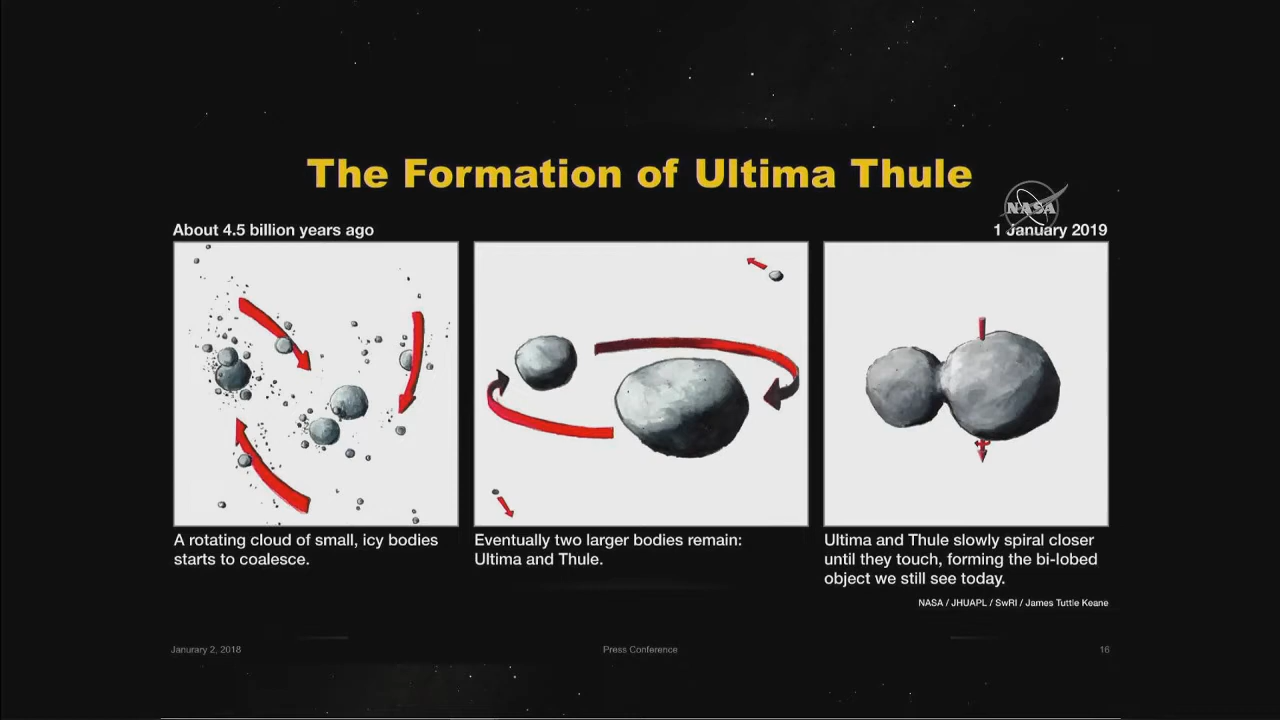 The Formation of Ultima Thule
NASA
About 4.5 billion years ago
1 January 2019
A rotating cloud of small, icy bodies
starts to coalesce.
Eventually two larger bodies remain:
Ultima and Thule.
Ultima and Thule slowly spiral closer
until they touch, forming the bi-lobed
object we still see today.
NASA / JHUAPL / SwRI / James Tuttle Keane
Janurary 2, 2018
Press Conference
16